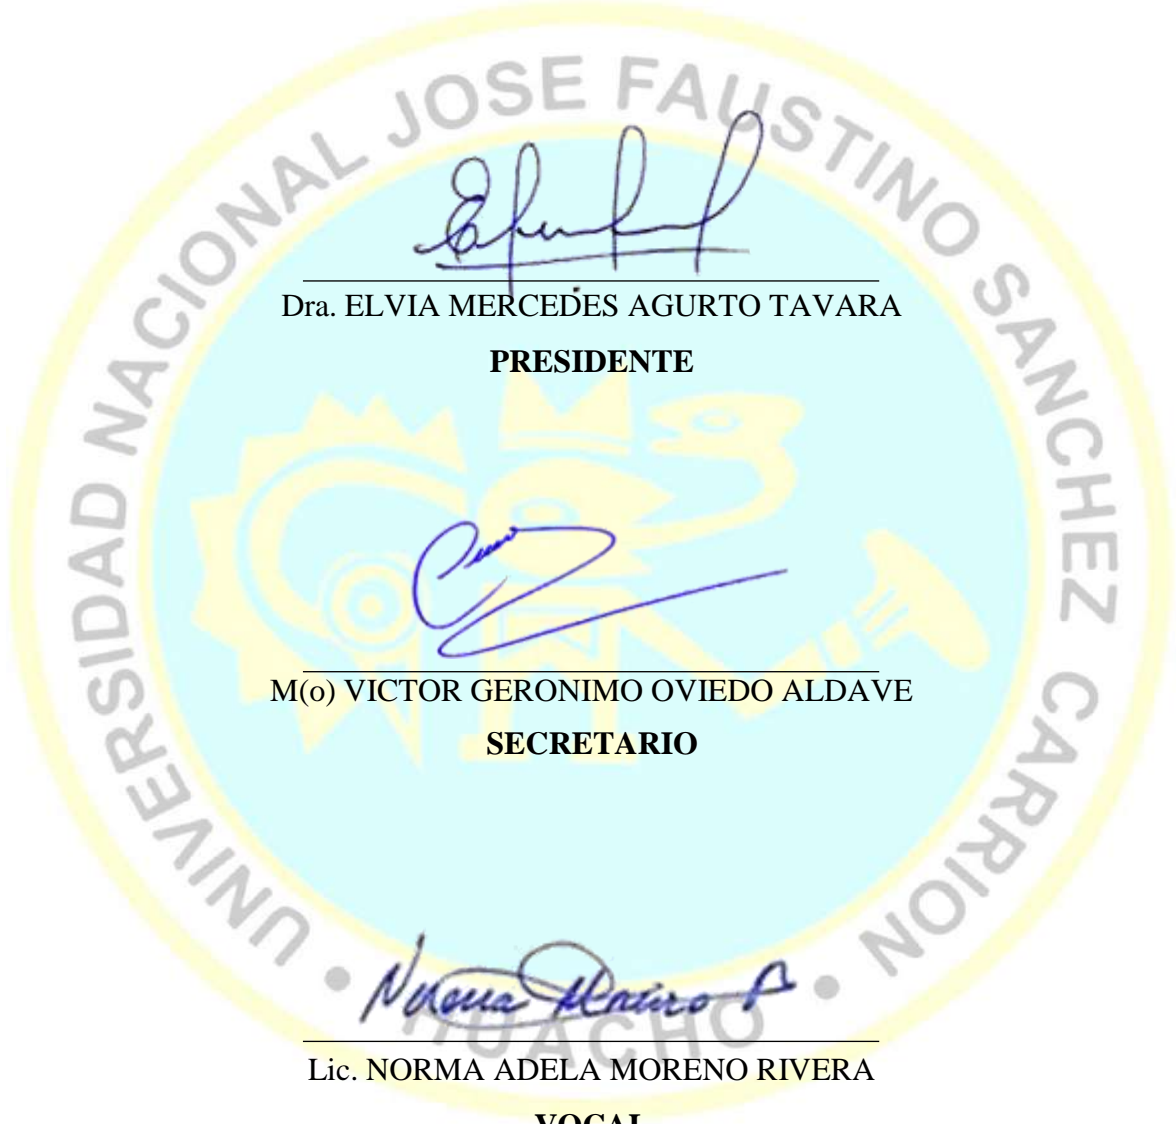 UNIVERSIDAD NACIONAL JOSE FAUSTINO SANCHEZ CARRION
Dra. ELVIA MERCEDES AGURTO TAVARA
PRESIDENTE
M(o) VICTOR GERONIMO OVIEDO ALDAVE
SECRETARIO
HUACHO
Lic. NORMA ADELA MORENO RIVERA
VOCAL